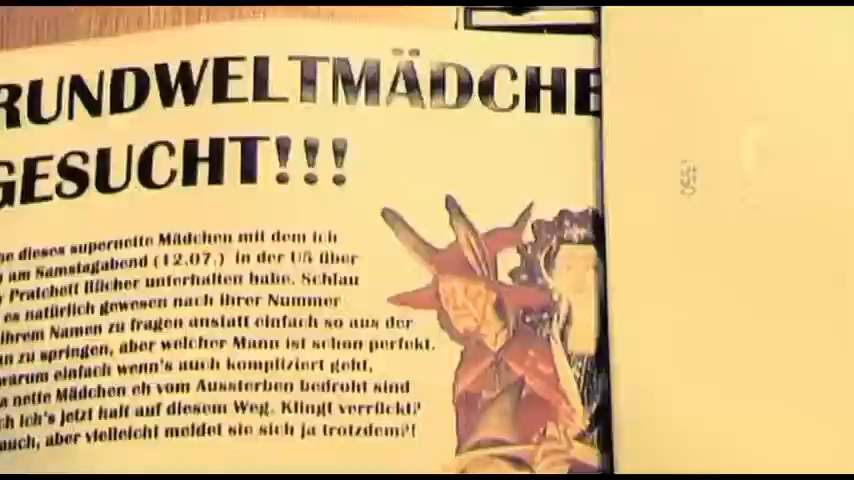 RUNDWELTMÄDCHE
GESUCHT!!!
he dieses supernette Mädchen mit dem ich
am Samstagabend (12.07.) in der U5 über
Pratchett Bücher unterhalten habe. Schlau
es natürlich gewesen nach ihrer Nummer
ihrem Namen zu fragen anstatt einfach so aus der
n zu springen, aber welcher Mann ist schon perfekt.
warum einfach wenn's auch kompliziert geht,
a nette Mädchen eh vom Aussterben bedroht sind
ch ich's jetzt halt auf diesem Weg. Klingt verrückt?
auch, aber vielleicht meldet sie sich ja trotzdem?!